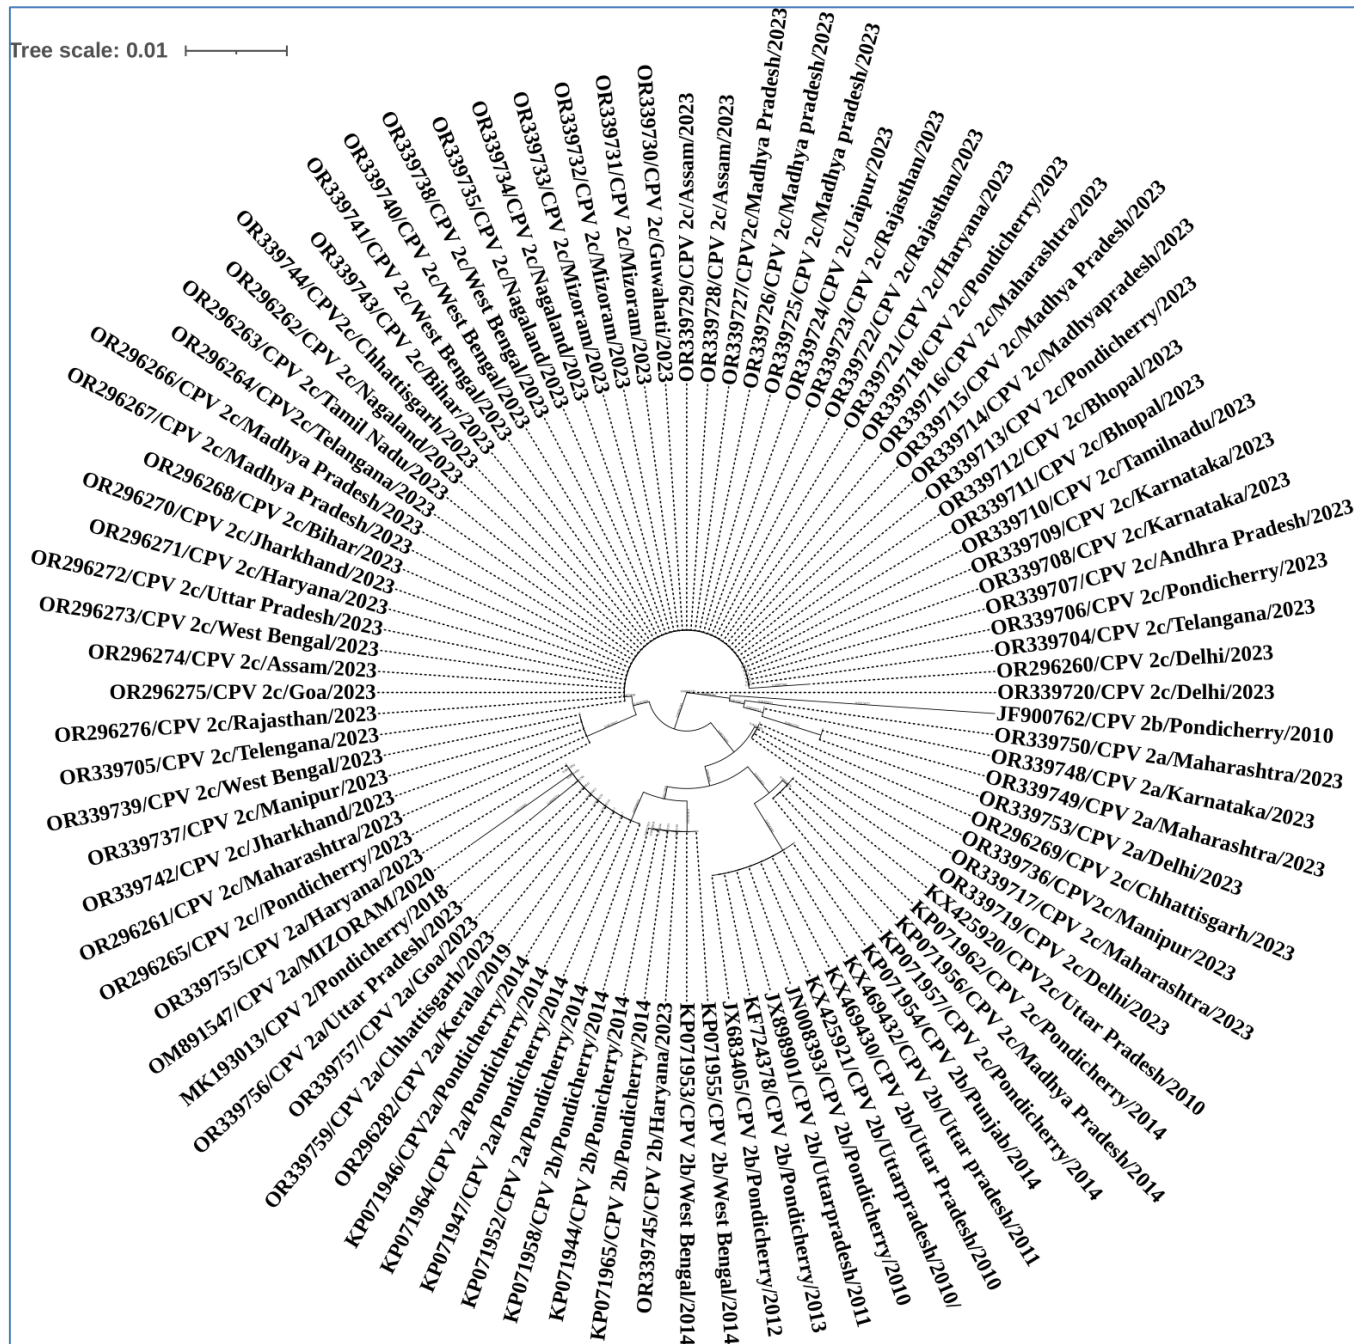 Tree scale: 0.01
OR339729/CPV 2c/Assam/2023
OR339728/CPV 2c/Assam/2023
OR339727/CPV2c/Madhya Pradesh/2023
OR339726/CPV 2c/Madhya pradesh/2023
OR339725/CPV 2c/Madhya pradesh/2023
OR339724/CPV 2c/Jaipur/2023
OR339723/CPV 2c/Rajasthan/2023
OR339722/CPV 2c/Rajasthan/2023
OR339721/CPV 2c/Haryana/2023
OR339718/CPV 2c/Pondicherry/2023
OR339716/CPV 2c/Maharashtra/2023
OR339715/CPV 2c/Madhya Pradesh/2023
OR339714/CPV 2c/Madhyapradesh/2023
OR339713/CPV 2c/Pondicherry/2023
OR339712/CPV 2c/Bhopal/2023
OR339711/CPV 2c/Bhopal/2023
OR339710/CPV 2c/Tamilnadu/2023
OR339709/CPV 2c/Karnataka/2023
OR339708/CPV 2c/Karnataka/2023
OR339707/CPV 2c/Andhra Pradesh/2023
OR339706/CPV 2c/Pondicherry/2023
OR339704/CPV 2c/Telangana/2023
OR296260/CPV 2c/Delhi/2023
OR339720/CPV 2c/Delhi/2023
JF900762/CPV 2b/Pondicherry/2010
OR339750/CPV 2a/Maharashtra/2023
OR339748/CPV 2a/Karnataka/2023
OR339749/CPV 2a/Maharashtra/2023
OR339753/CPV 2a/Delhi/2023
OR296269/CPV 2c/Chhattisgarh/2023
OR339736/CPV2c/Manipur/2023
OR339717/CPV 2c/Maharashtra/2023
OR339719/CPV 2c/Delhi/2023
KX425920/CPV2c/Uttar Pradesh/2010
KP071962/CPV 2c/Pondicherry/2014
KP071956/CPV 2c/Madhya Pradesh/2014
KP071957/CPV 2c/Pondicherry/2014
KP071954/CPV 2b/Punjab/2014
KX469432/CPV 2b/Uttar pradesh/2011
KX469430/CPV 2b/Uttar Pradesh/2010
KX425921/CPV 2b/Uttarpradesh/2010/
JN008393/CPV 2b/Pondicherry/2010
JX898901/CPV 2b/Uttarpradesh/2011
KF724378/CPV 2b/Pondicherry/2013
JX683405/CPV 2b/Pondicherry/2012
KP071955/CPV 2b/West Bengal/2014
KP071953/CPV 2b/West Bengal/2014
OR339745/CPV 2b/Haryana/2023
KP071965/CPV 2b/Pondicherry/2014
KP071944/CPV 2b/Ponicherry/2014
KP071958/CPV 2b/Pondicherry/2014
KP071952/CPV 2a/Pondicherry/2014
KP071947/CPV 2a/Pondicherry/2014
KP071964/CPV 2a/Pondicherry/2014
KP071946/CPV 2a/Pondicherry/2014
OR296282/CPV 2a/Kerala/2019
OR339759/CPV 2a/Chhattisgarh/2023
OR339757/CPV 2a/Goa/2023
OR339756/CPV 2a/Uttar Pradesh/2023
MK193013/CPV 2/Pondicherry/2018
OM891547/CPV 2a/MIZORAM/2020
OR339755/CPV 2a/Haryana/2023
OR296265/CPV 2c//Pondicherry/2023
OR296261/CPV 2c/Maharashtra/2023
OR339742/CPV 2c/Jharkhand/2023
OR339737/CPV 2c/Manipur/2023
OR339739/CPV 2c/West Bengal/2023
OR339705/CPV 2c/Telengana/2023
OR296276/CPV 2c/Rajasthan/2023
OR296275/CPV 2c/Goa/2023
OR296274/CPV 2c/Assam/2023
OR296273/CPV 2c/West Bengal/2023
OR296272/CPV 2c/Uttar Pradesh/2023
OR296271/CPV 2c/Haryana/2023
OR296270/CPV 2c/Jharkhand/2023
OR296268/CPV 2c/Bihar/2023
OR296267/CPV 2c/Madhya Pradesh/2023
OR296266/CPV 2c/Madhya Pradesh/2023
OR296264/CPV2c/Telangana/2023
OR296263/CPV 2c/Tamil Nadu/2023
OR296262/CPV 2c/Nagaland/2023
OR339744/CPV2c/Chhattisgarh/2023
OR339743/CPV 2c/Bihar/2023
OR339741/CPV 2c/West Bengal/2023
OR339740/CPV 2c/West Bengal/2023
OR339738/CPV 2c/West Bengal/2023
OR339735/CPV 2c/Nagaland/2023
OR339734/CPV 2c/Nagaland/2023
OR339733/CPV 2c/Mizoram/2023
OR339732/CPV 2c/Mizoram/2023
OR339731/CPV 2c/Mizoram/2023
OR339730/CPV 2c/Guwahati/2023